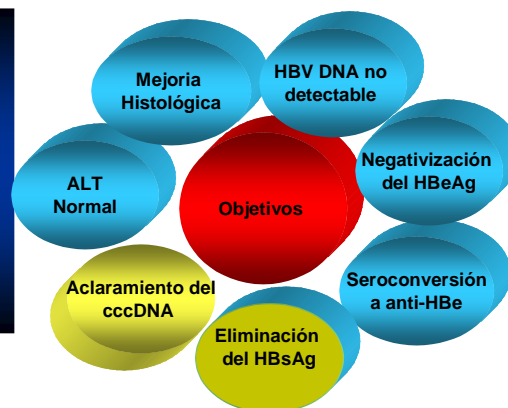 Mejoria
Histológica
HBV DNA no
detectable
Negativización
del HBeAg
ALT
Normal
Objetivos
Seroconversión
a anti-HBe
Aclaramiento del
cccDNA
Eliminación
del HBsAg